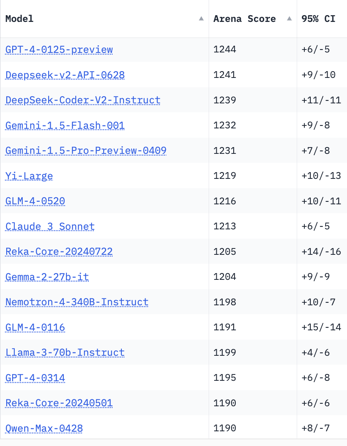 Model Arena Score 95% CI
GPT-4-0125-preview 1244 +6/-5
Deepseek-v2-API-0628 1241 +9/-10
DeepSeek-Coder-V2-Instruct 1239 +11/-11
Gemini-1.5-Flash-001 1232 +9/-8
Gemini-1.5-Pro-Preview-0409 1231 +7/-8
Yi-Large 1219 +10/-13
GLM-4-0520 1216 +10/-11
Claude 3 Sonnet 1213 +6/-5
Reka-Core-20240722 1205 +14/-16
Gemma-2-27b-it 1204 +9/-9
Nemotron-4-340B-Instruct 1198 +10/-7
GLM-4-0116 1191 +15/-14
Llama-3-70b-Instruct 1199 +4/-6
GPT-4-0314 1195 +6/-8
Reka-Core-20240501 1190 +6/-6
Qwen-Max-0428 1190 +8/-7